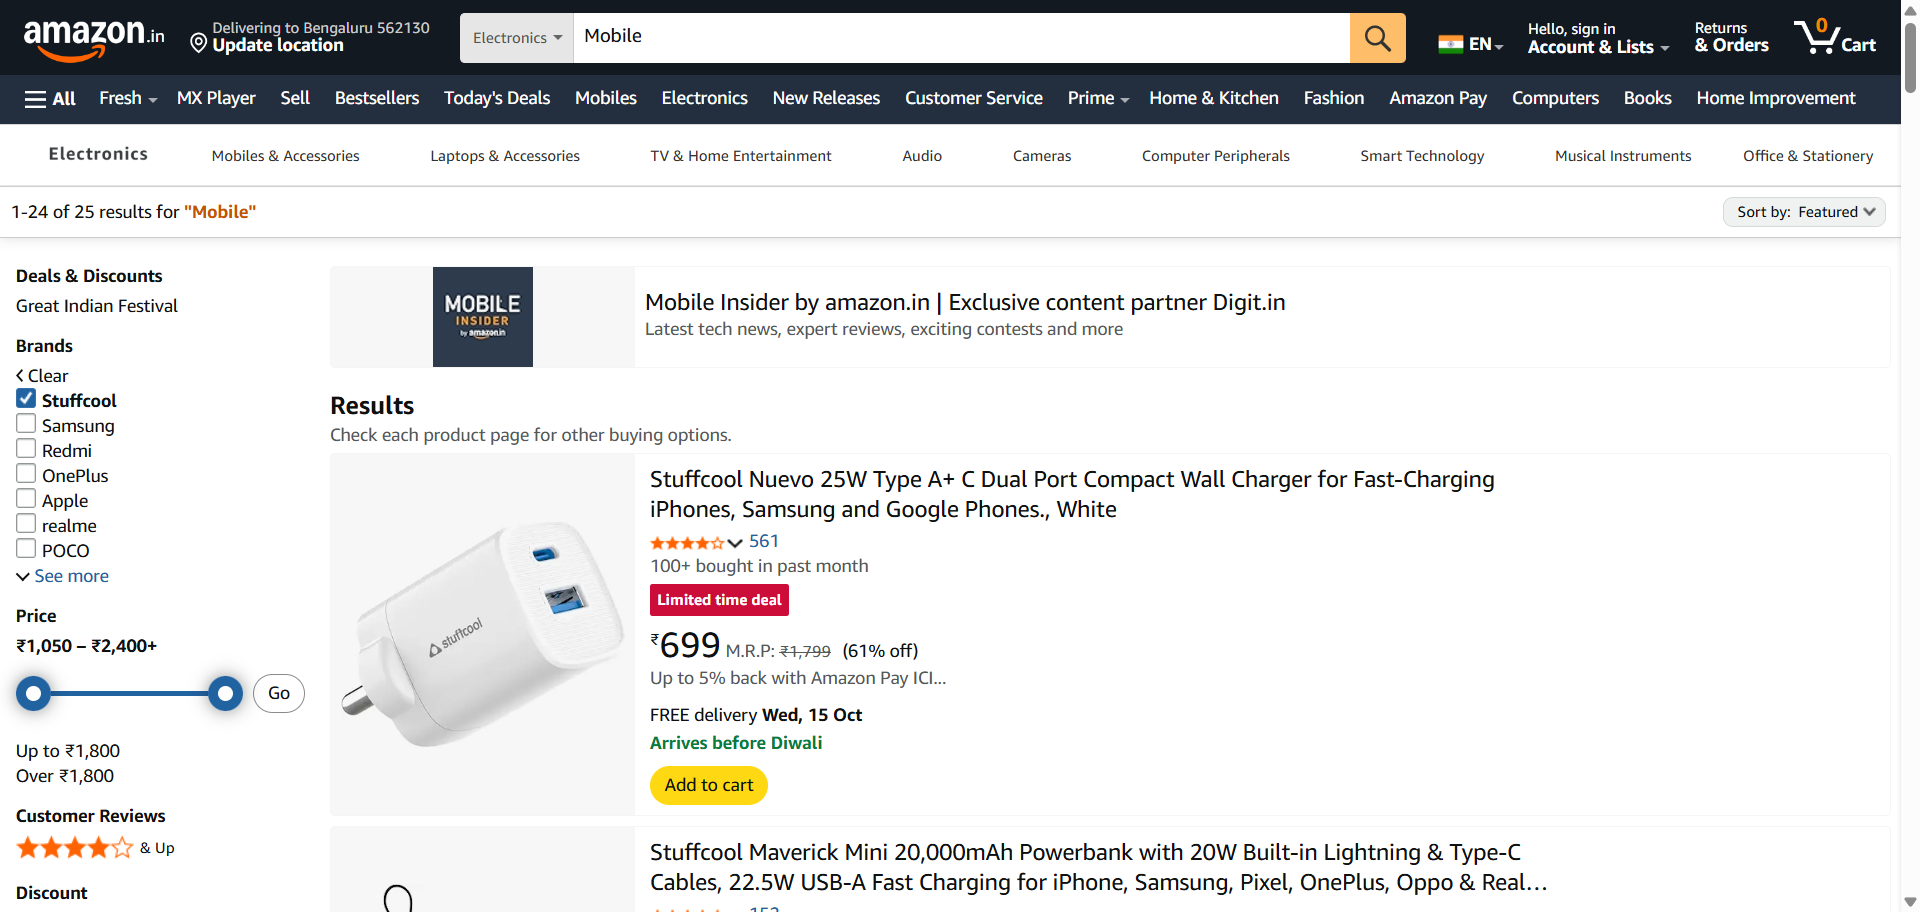 amazon.in
Delivering to Bengaluru 562130
Update location
Electronics
Mobile
EN
Hello, sign in
Account & Lists
Returns
& Orders
0
Cart
All
Fresh
MX Player
Sell
Bestsellers
Today's Deals
Mobiles
Electronics
New Releases
Customer Service
Prime
Home & Kitchen
Fashion
Amazon Pay
Computers
Books
Home Improvement
Electronics
Mobiles & Accessories
Laptops & Accessories
TV & Home Entertainment
Audio
Cameras
Computer Peripherals
Smart Technology
Musical Instruments
Office & Stationery
1-24 of 25 results for "Mobile"
Sort by: Featured
Deals & Discounts
Great Indian Festival
Brands
Clear
Stuffcool
Samsung
Redmi
OnePlus
Apple
realme
POCO
See more
Price
₹1,050 – ₹2,400+
Go
Up to ₹1,800
Over ₹1,800
Customer Reviews
& Up
Discount
MOBILE
INSIDER
by amazon.in
Mobile Insider by amazon.in | Exclusive content partner Digit.in
Latest tech news, expert reviews, exciting contests and more
Results
Check each product page for other buying options.
stuffcool
Stuffcool Nuevo 25W Type A+ C Dual Port Compact Wall Charger for Fast-Charging
iPhones, Samsung and Google Phones., White
561
100+ bought in past month
Limited time deal
₹699 M.R.P: ₹1,799 (61% off)
Up to 5% back with Amazon Pay ICI...
FREE delivery Wed, 15 Oct
Arrives before Diwali
Add to cart
Stuffcool Maverick Mini 20,000mAh Powerbank with 20W Built-in Lightning & Type-C
Cables, 22.5W USB-A Fast Charging for iPhone, Samsung, Pixel, OnePlus, Oppo & Real…